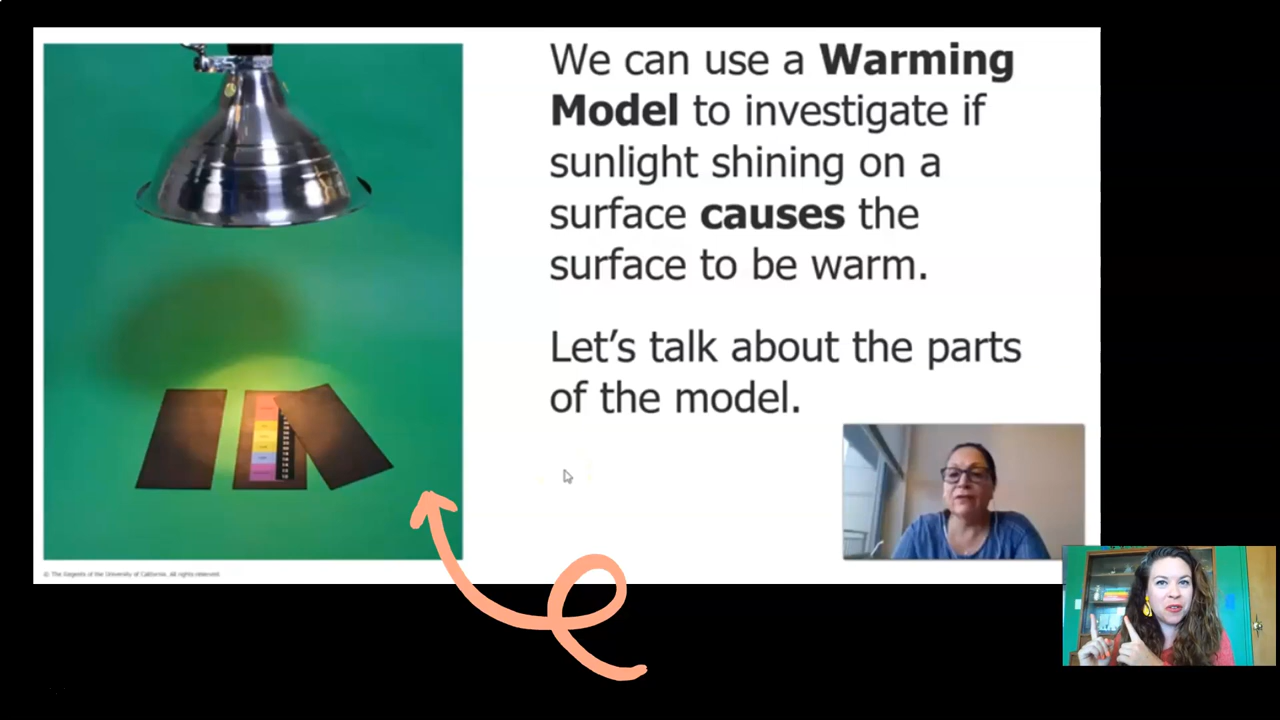 We can use a Warming
Model to investigate if
sunlight shining on a
surface causes the
surface to be warm.
Let's talk about the parts
of the model.
© The Regents of the University of California. All rights reserved.